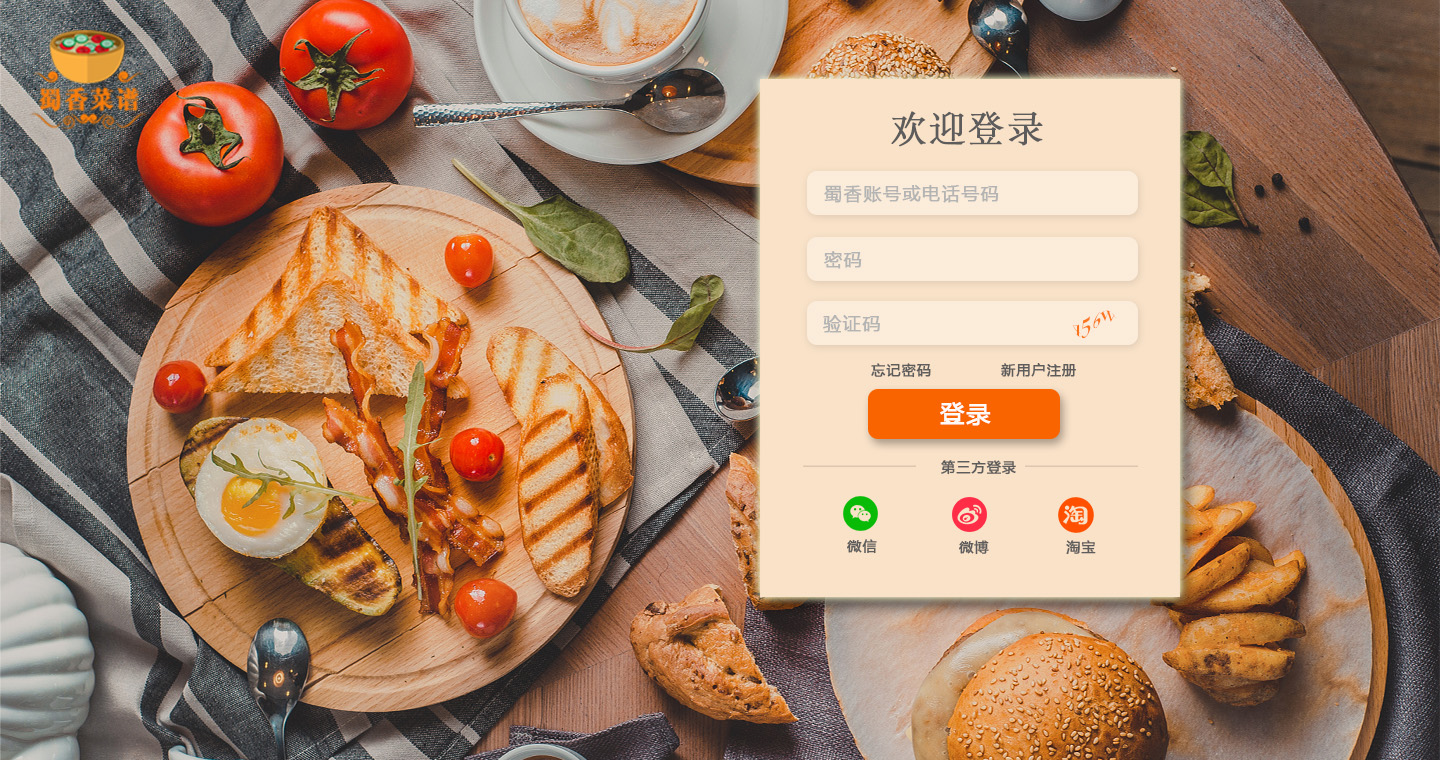 蜀香菜谱
欢迎登录
蜀香账号或电话号码
密码
验证码
忘记密码 新用户注册
登录
第三方登录
淘
微信 微博 淘宝